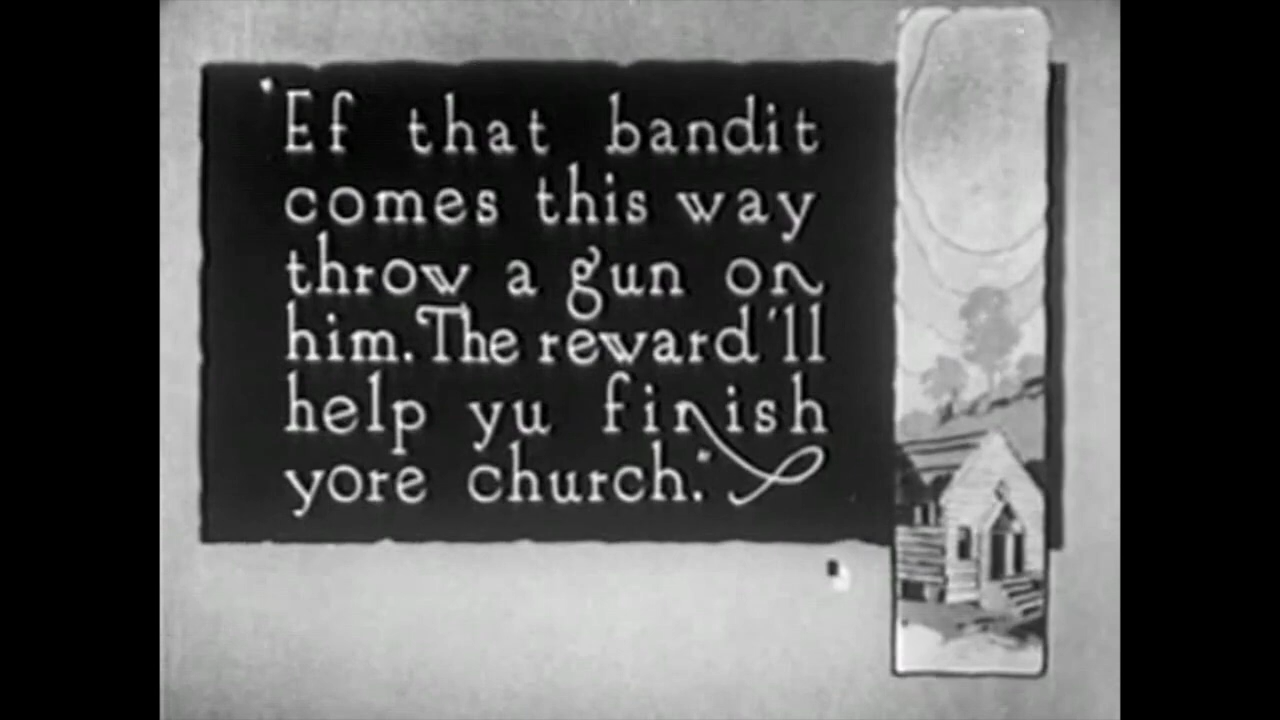 "Ef that bandit
comes this way
throw a gun on
him. The reward'll
help yu finish
yore church."